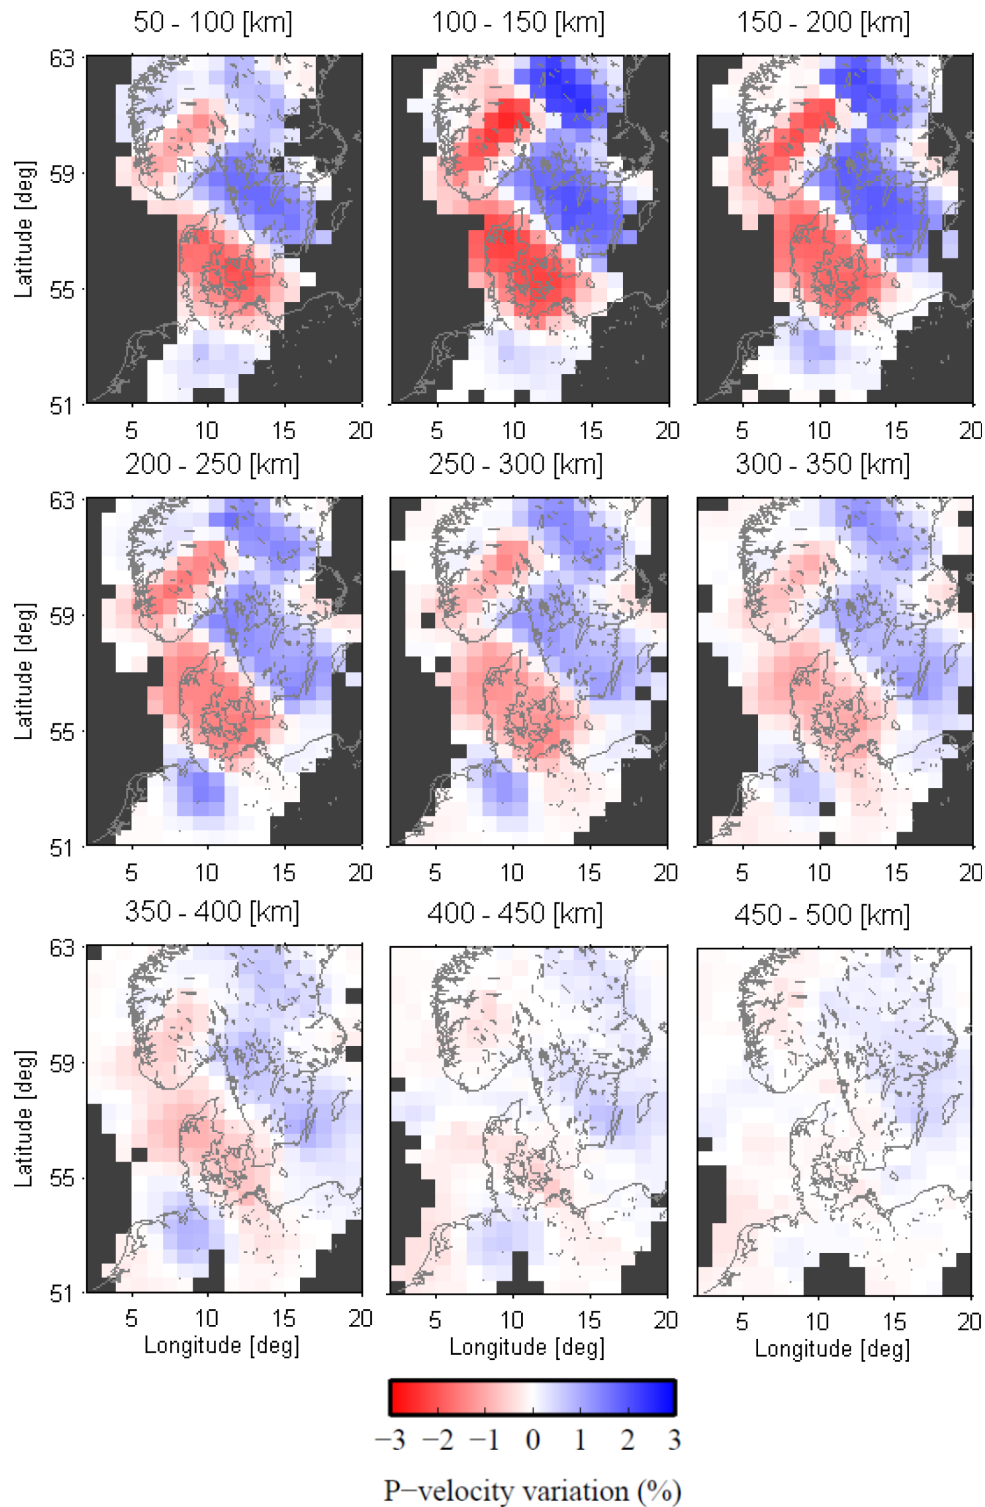 50 - 100 [km] 100 - 150 [km] 150 - 200 [km]
63
59
55
51
Latitude [deg]
5 10 15 20 5 10 15 20 5 10 15 20
200 - 250 [km] 250 - 300 [km] 300 - 350 [km]
63
59
55
51
Latitude [deg]
5 10 15 20 5 10 15 20 5 10 15 20
350 - 400 [km] 400 - 450 [km] 450 - 500 [km]
63
59
55
51
Latitude [deg]
5 10 15 20 5 10 15 20 5 10 15 20
Longitude [deg] Longitude [deg] Longitude [deg]
−3 −2 −1 0 1 2 3
P−velocity variation (%)